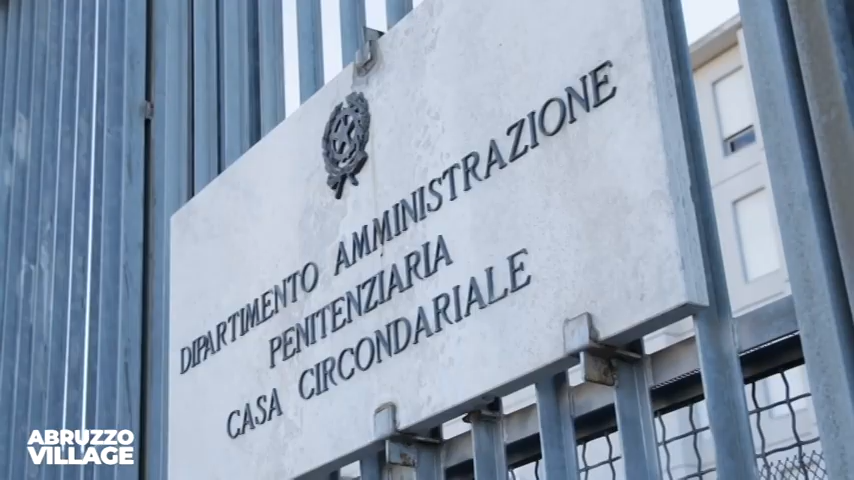 DIPARTIMENTO AMMINISTRAZIONE
PENITENZIARIA
CASA CIRCONDARIALE
ABRUZZO
VILLAGE